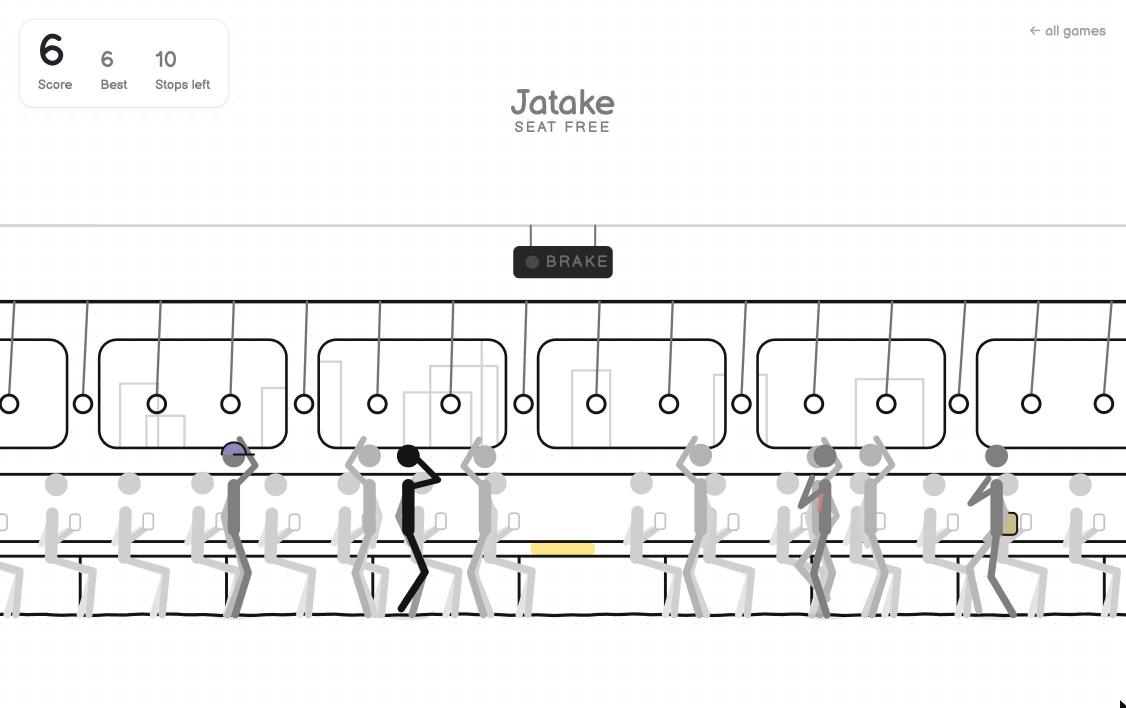 6
Score
6
Best
10
Stops left
← all games
Jatake
SEAT FREE
BRAKE